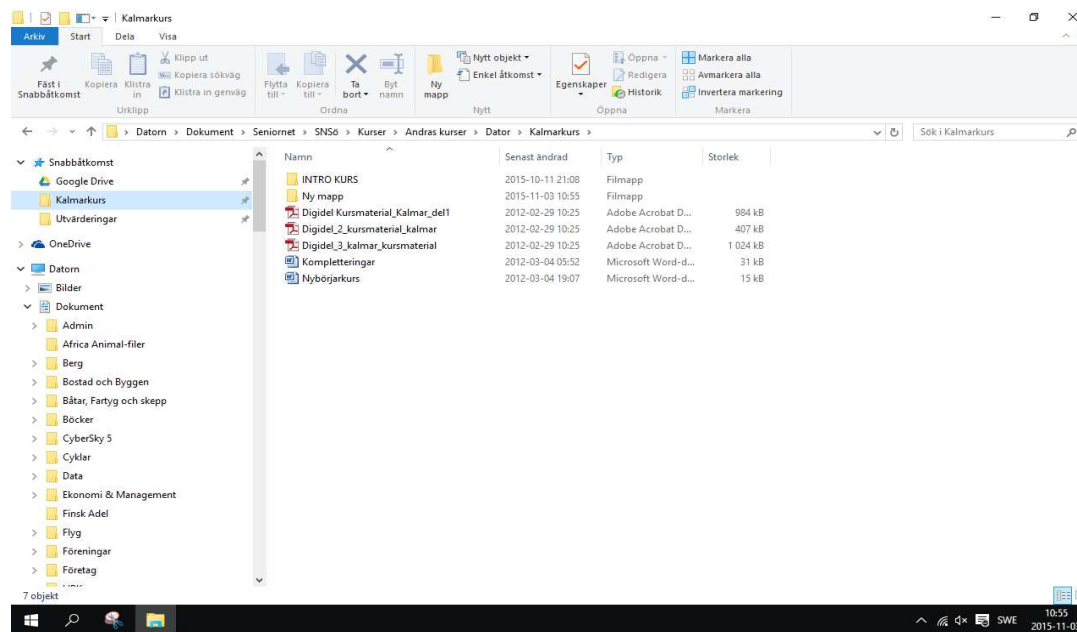 Kalmarkurs
Arkiv Start Dela Visa
Fäst i Snabbåtkomst
Kopiera
Klistra in
Klipp ut
Kopiera sökväg
Klistra in genväg
Urklipp
Flytta till
Kopiera till
Ta bort
Byt namn
Ordna
Ny mapp
Nytt objekt
Enkel åtkomst
Nytt
Egenskaper
Öppna
Redigera
Historik
Öppna
Markera alla
Avmarkera alla
Invertera markering
Markera
Datorn > Dokument > Seniornet > SNSö > Kurser > Andras kurser > Dator > Kalmarkurs >
Sök i Kalmarkurs
Snabbåtkomst
Google Drive
Kalmarkurs
Utvärderingar
OneDrive
Datorn
Bilder
Dokument
Admin
Africa Animal-filer
Berg
Bostad och Byggen
Båtar, Fartyg och skepp
Böcker
CyberSky 5
Cyklar
Data
Ekonomi & Management
Finsk Adel
Flyg
Föreningar
Företag
Namn Senast ändrad Typ Storlek
INTRO KURS 2015-10-11 21:08 Filmapp
Ny mapp 2015-11-03 10:55 Filmapp
Digidel Kursmaterial_Kalmar_del1 2012-02-29 10:25 Adobe Acrobat D... 984 kB
Digidel_2_kursmaterial_kalmar 2012-02-29 10:25 Adobe Acrobat D... 407 kB
Digidel_3_kalmar_kursmaterial 2012-02-29 10:25 Adobe Acrobat D... 1 024 kB
Kompletteringar 2012-03-04 05:52 Microsoft Word-d... 31 kB
Nybörjarkurs 2012-03-04 19:07 Microsoft Word-d... 15 kB
7 objekt
SWE
10:55
2015-11-03